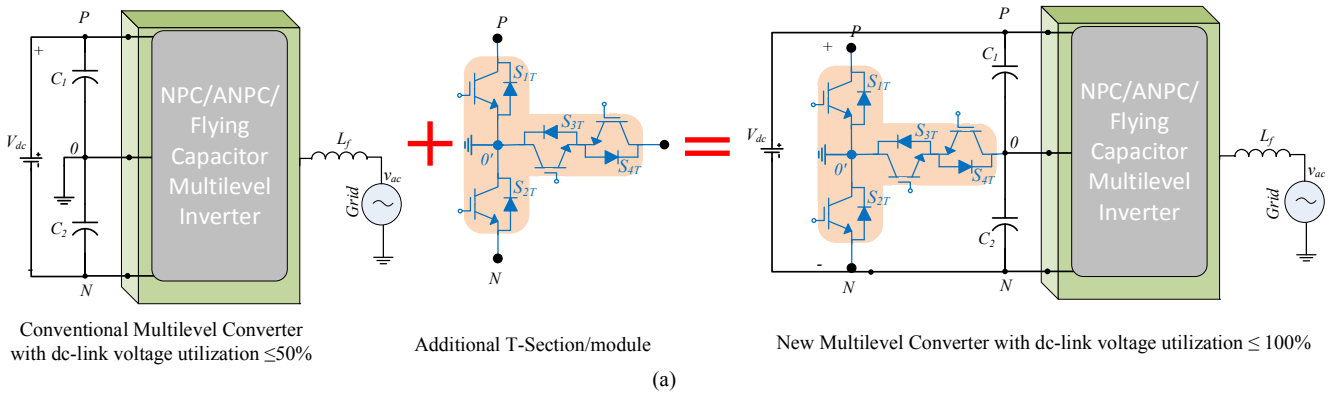 P
+
C1
Vdc
0
C2
-
N
NPC/ANPC/
Flying
Capacitor
Multilevel
Inverter
Lf
vac
Grid
Conventional Multilevel Converter
with dc-link voltage utilization ≤50%
+
P
S1T
S3T
0'
S4T
S2T
N
Additional T-Section/module
=
P
+
S1T
C1
Vdc
S3T
0
0'
S4T
S2T
C2
-
N
N
NPC/ANPC/
Flying
Capacitor
Multilevel
Inverter
Lf
vac
Grid
P
New Multilevel Converter with dc-link voltage utilization ≤ 100%
(a)